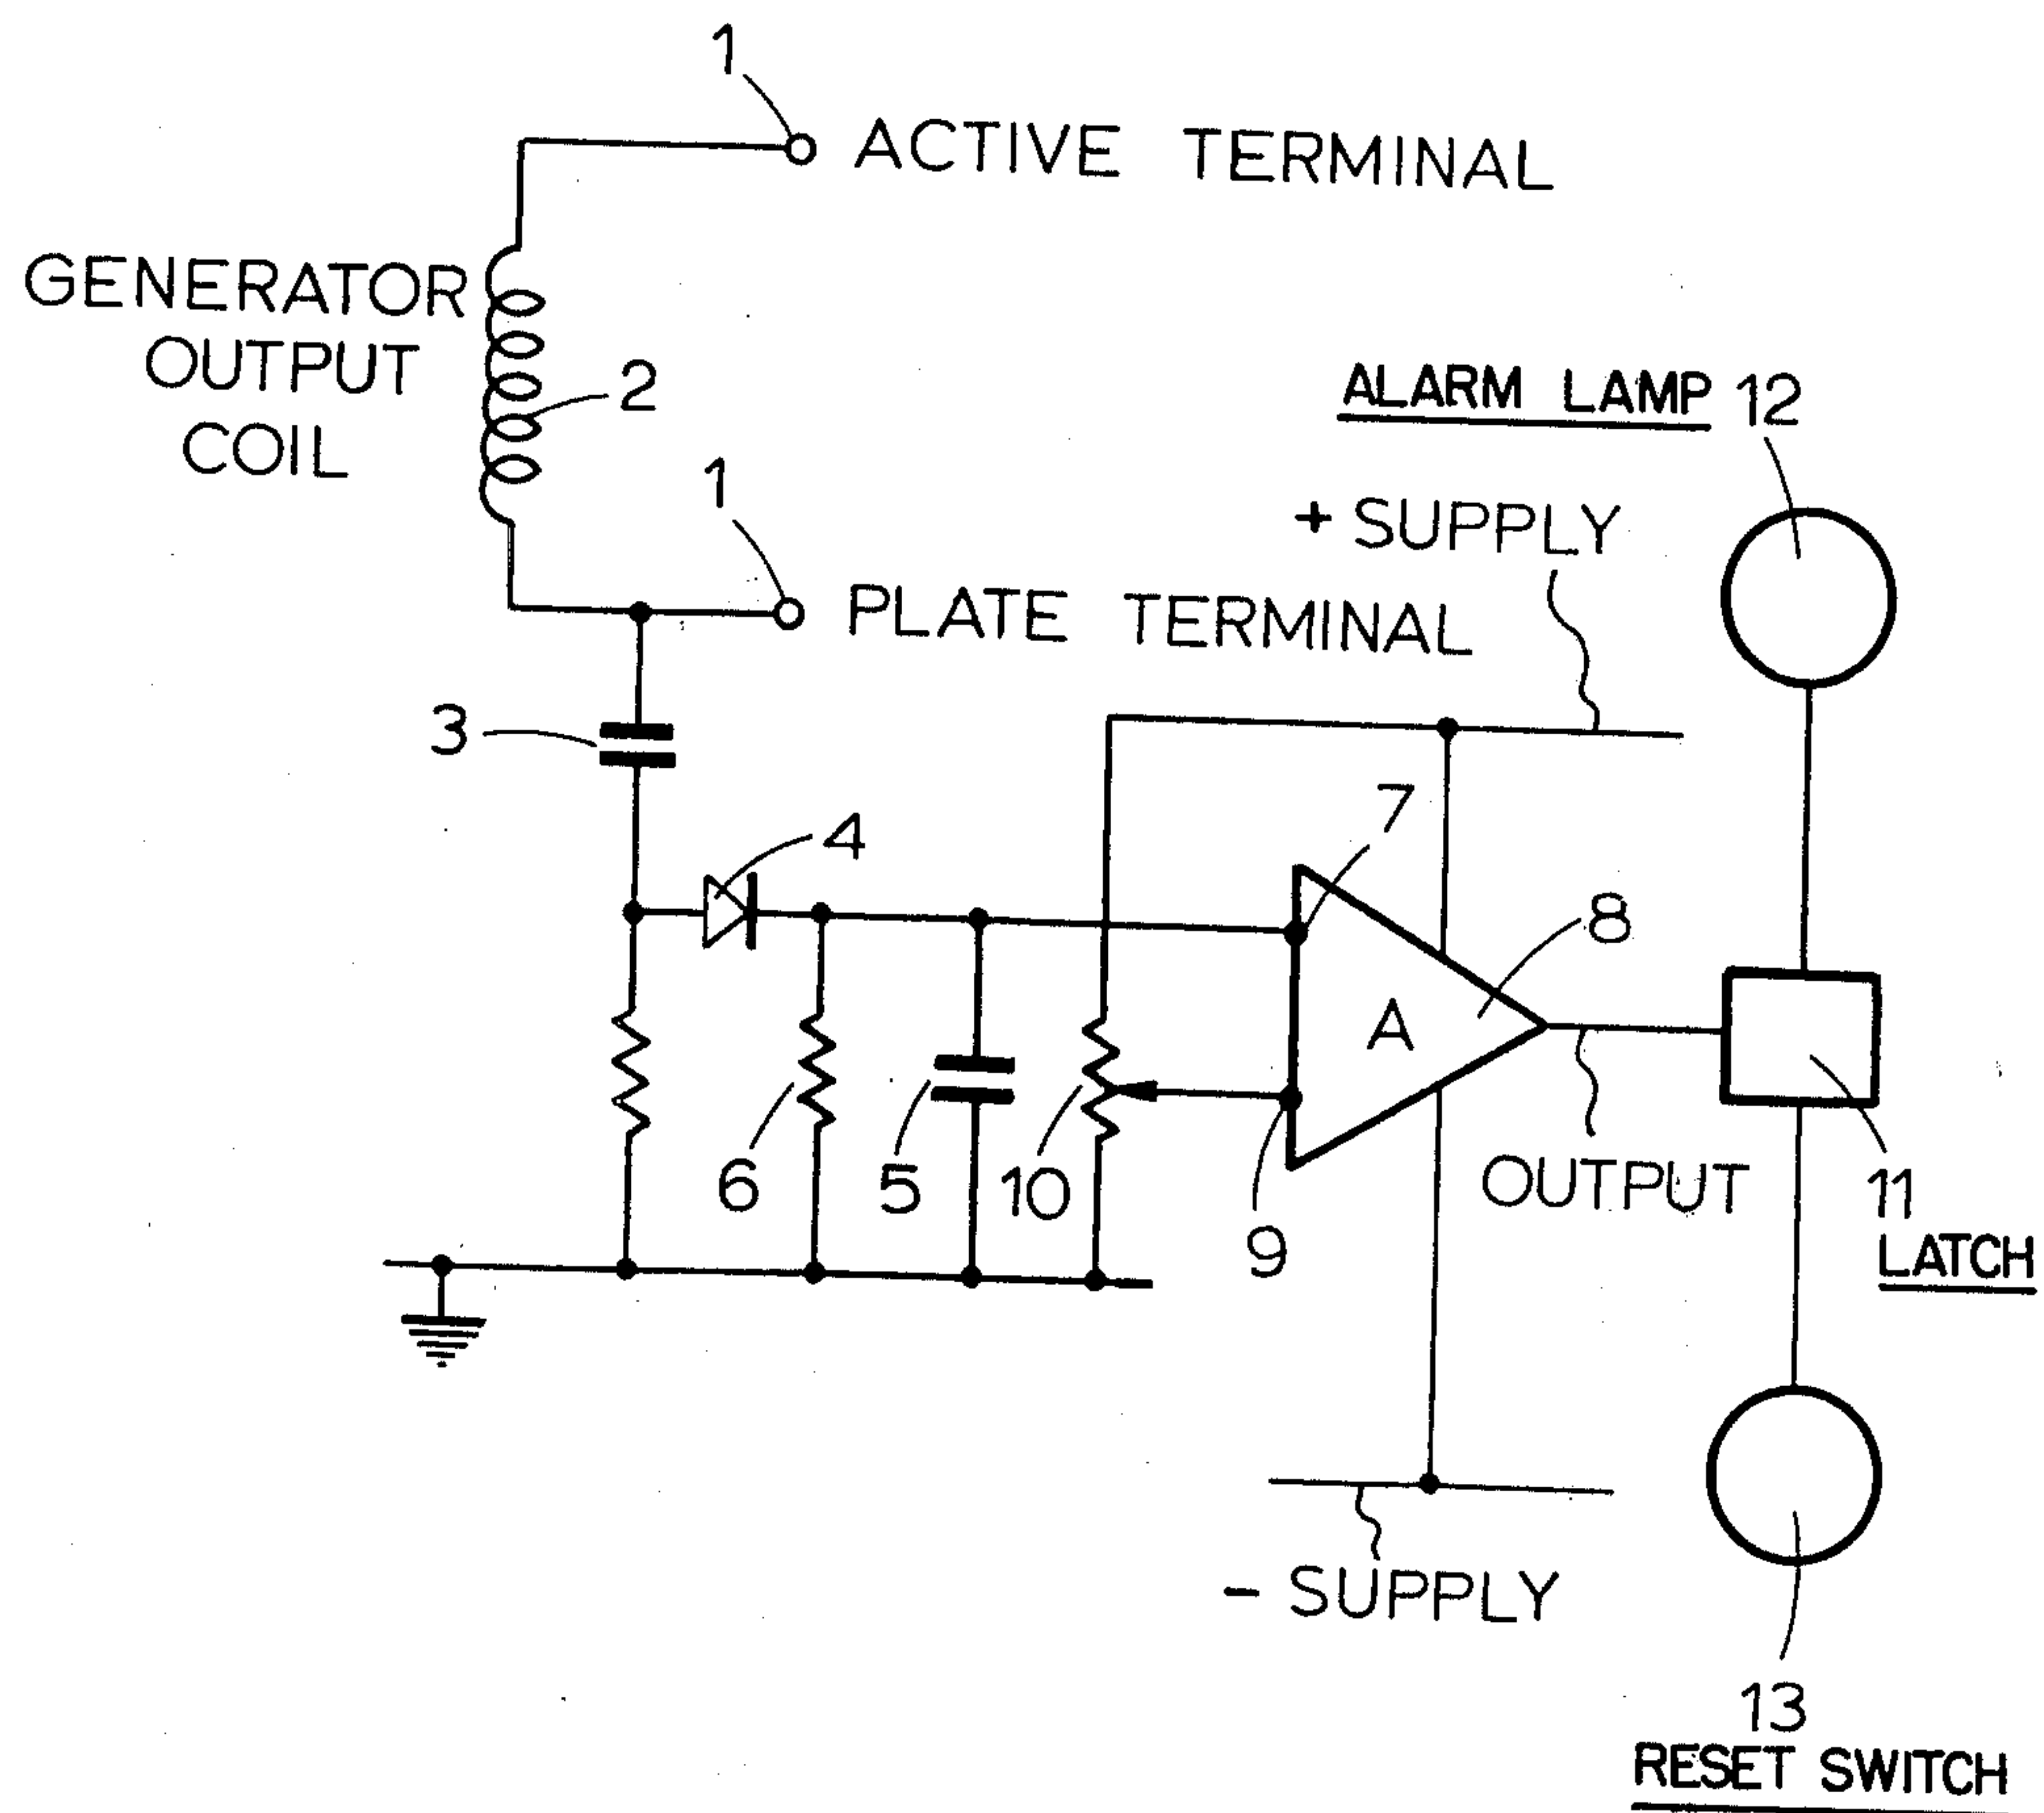 1
ACTIVE TERMINAL
GENERATOR
OUTPUT
COIL
2
ALARM LAMP 12
+ SUPPLY
1
PLATE TERMINAL
3
4
7
8
A
6
5
10
9
OUTPUT
11
LATCH
- SUPPLY
13
RESET SWITCH